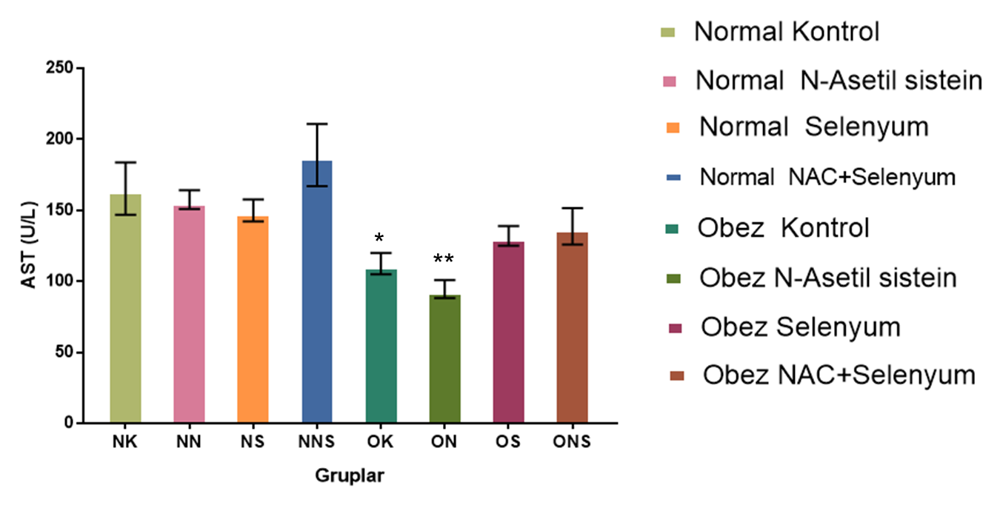 Normal Kontrol
Normal N-Asetil sistein
Normal Selenyum
Normal NAC+Selenyum
Obez Kontrol
Obez N-Asetil sistein
Obez Selenyum
Obez NAC+Selenyum
AST (U/L)
250
200
150
100
50
0
*
**
NK NN NS NNS OK ON OS ONS
Gruplar